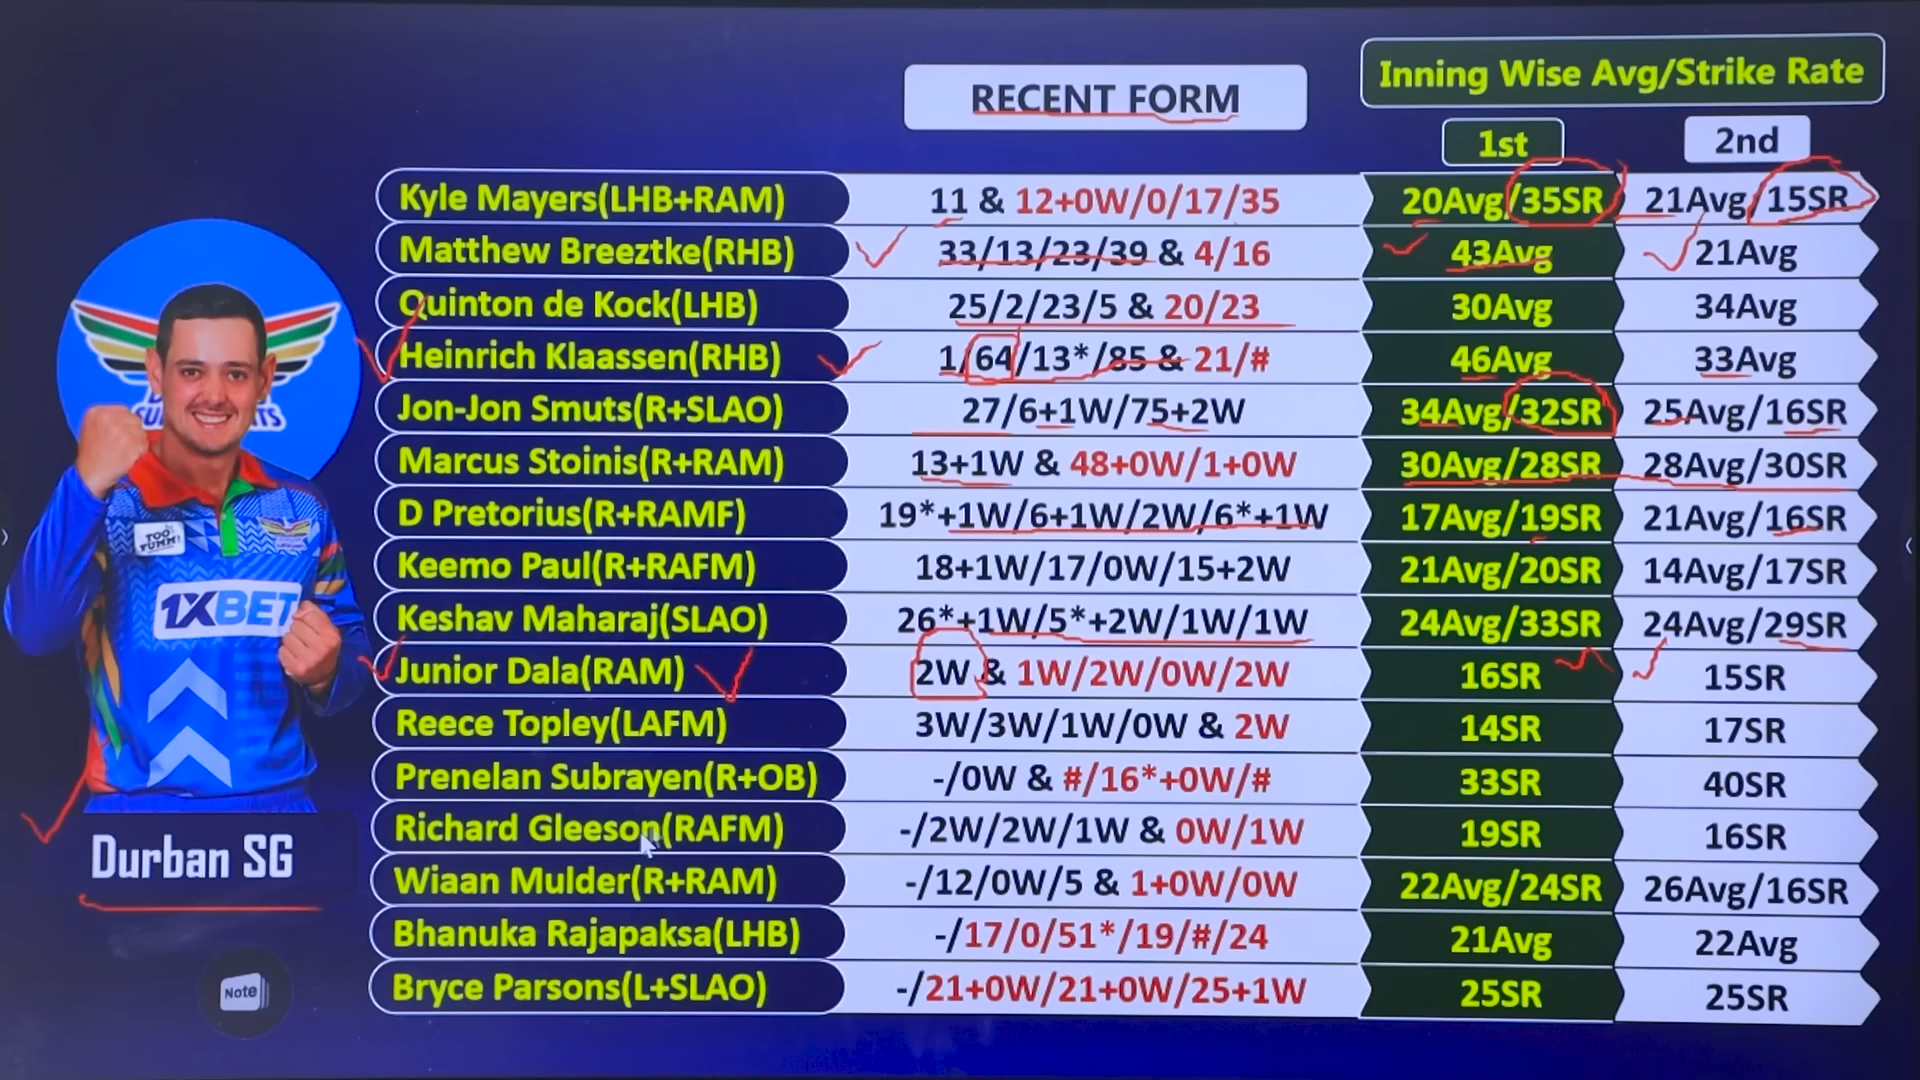 Inning Wise Avg/Strike Rate
RECENT FORM
1st 2nd
Kyle Mayers(LHB+RAM) 11 & 12+0W/0/17/35 20Avg/35SR 21Avg/15SR
Matthew Breeztke(RHB) 33/13/23/39 & 4/16 43Avg 21Avg
Quinton de Kock(LHB) 25/2/23/5 & 20/23 30Avg 34Avg
Heinrich Klaassen(RHB) 1/64/13*/85 & 21/# 46Avg 33Avg
Jon-Jon Smuts(R+SLAO) 27/6+1W/75+2W 34Avg/32SR 25Avg/16SR
Marcus Stoinis(R+RAM) 13+1W & 48+0W/1+0W 30Avg/28SR 28Avg/30SR
D Pretorius(R+RAMF) 19*+1W/6+1W/2W/6*+1W 17Avg/19SR 21Avg/16SR
Keemo Paul(R+RAFM) 18+1W/17/0W/15+2W 21Avg/20SR 14Avg/17SR
Keshav Maharaj(SLAO) 26*+1W/5*+2W/1W/1W 24Avg/33SR 24Avg/29SR
Junior Dala(RAM) 2W & 1W/2W/0W/2W 16SR 15SR
Reece Topley(LAFM) 3W/3W/1W/0W & 2W 14SR 17SR
Prenelan Subrayen(R+OB) -/0W & #/16*+0W/# 33SR 40SR
Richard Gleeson(RAFM) -/2W/2W/1W & 0W/1W 19SR 16SR
Wiaan Mulder(R+RAM) -/12/0W/5 & 1+0W/0W 22Avg/24SR 26Avg/16SR
Bhanuka Rajapaksa(LHB) -/17/0/51*/19/#/24 21Avg 22Avg
Bryce Parsons(L+SLAO) -/21+0W/21+0W/25+1W 25SR 25SR
TOO
YUMM!
1XBET
Durban SG
Note